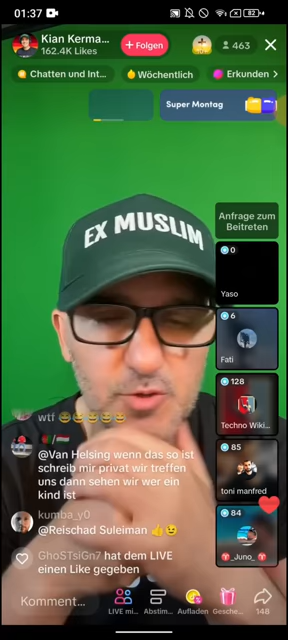 01:37
82
Kian Kerma...
162.4K Likes
+ Folgen
463
Chatten und Int...
Wöchentlich
Erkunden >
Super Montag
EX MUSLIM
Anfrage zum
Beitreten
0
Yaso
6
Fati
128
Techno Wiki...
85
toni manfred
84
_Juno_
wtf 😂😂😂😂😂
@Van Helsing wenn das so ist
schreib mir privat wir treffen
uns dann sehen wir wer ein
kind ist
kumba_y0
@Reischad Suleiman 👍😉
GhoSTsiGn7 hat dem LIVE
einen Like gegeben
Komment...
LIVE mi...
Abstim...
Aufladen
Gesche...
148